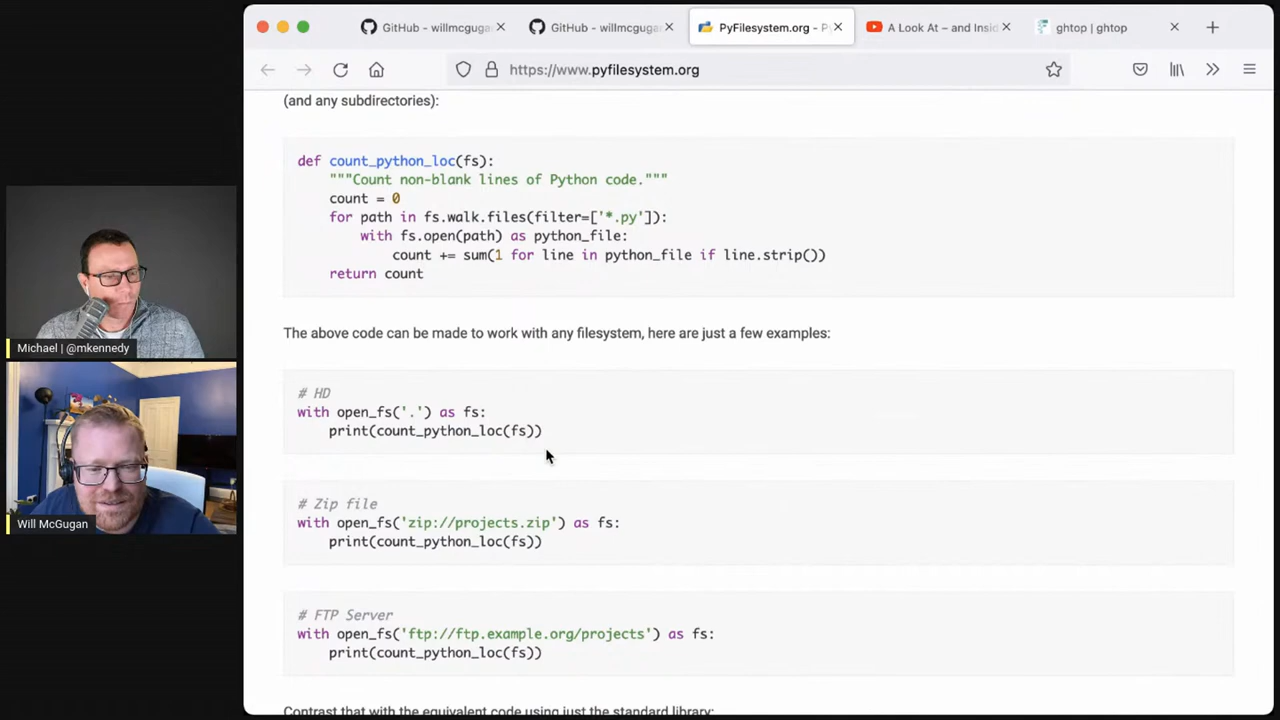 GitHub - willmcguga
GitHub - willmcguga
PyFilesystem.org - Py
A Look At – and Insid
ghtop | ghtop
https://www.pyfilesystem.org
(and any subdirectories):
def count_python_loc(fs):
"""Count non-blank lines of Python code."""
count = 0
for path in fs.walk.files(filter=['*.py']):
with fs.open(path) as python_file:
count += sum(1 for line in python_file if line.strip())
return count
The above code can be made to work with any filesystem, here are just a few examples:
# HD
with open_fs('.') as fs:
print(count_python_loc(fs))
# Zip file
with open_fs('zip://projects.zip') as fs:
print(count_python_loc(fs))
# FTP Server
with open_fs('ftp://ftp.example.org/projects') as fs:
print(count_python_loc(fs))
Contrast that with the equivalent code using just the standard library:
Michael | @mkennedy
Will McGugan